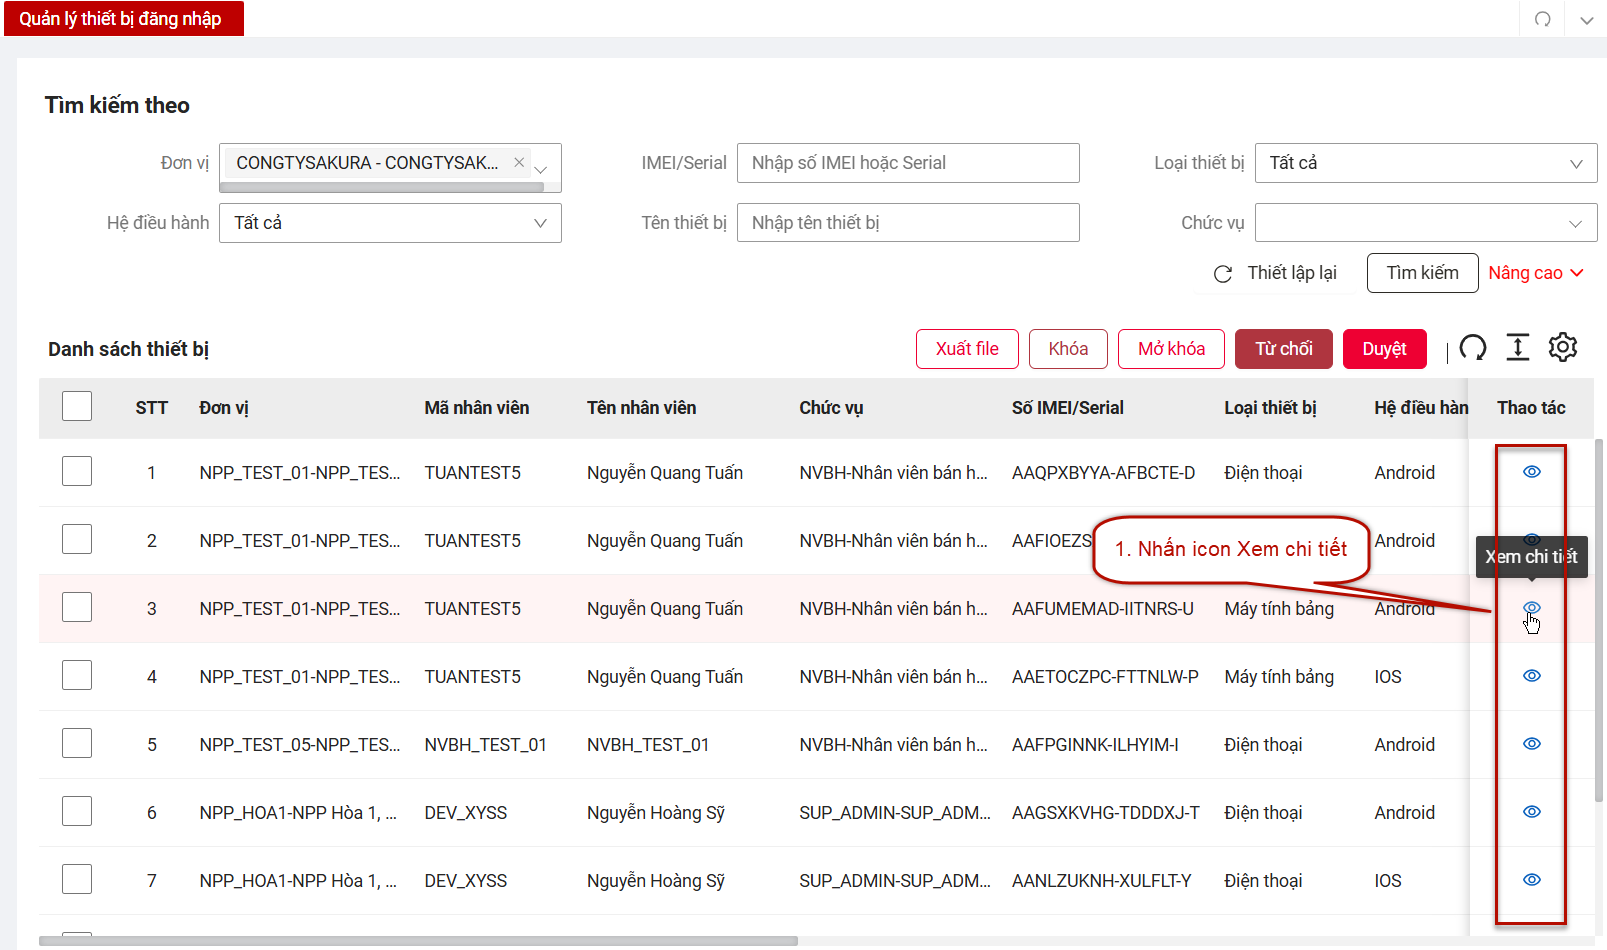 Quản lý thiết bị đăng nhập
Tìm kiếm theo
Đơn vị CONGTYSAKURA - CONGTYSAK... IMEI/Serial Nhập số IMEI hoặc Serial Loại thiết bị Tất cả
Hệ điều hành Tất cả Tên thiết bị Nhập tên thiết bị Chức vụ
Thiết lập lại Tìm kiếm Nâng cao
Danh sách thiết bị Xuất file Khóa Mở khóa Từ chối Duyệt
STT Đơn vị Mã nhân viên Tên nhân viên Chức vụ Số IMEI/Serial Loại thiết bị Hệ điều hàn Thao tác
1 NPP_TEST_01-NPP_TES... TUANTEST5 Nguyễn Quang Tuấn NVBH-Nhân viên bán h... AAQPXBYYA-AFBCTE-D Điện thoại Android
2 NPP_TEST_01-NPP_TES... TUANTEST5 Nguyễn Quang Tuấn NVBH-Nhân viên bán h... AAFIOEZS Android
1. Nhấn icon Xem chi tiết
Xem chi tiết
3 NPP_TEST_01-NPP_TES... TUANTEST5 Nguyễn Quang Tuấn NVBH-Nhân viên bán h... AAFUMEMAD-IITNRS-U Máy tính bảng Android
4 NPP_TEST_01-NPP_TES... TUANTEST5 Nguyễn Quang Tuấn NVBH-Nhân viên bán h... AAETOCZPC-FTTNLW-P Máy tính bảng IOS
5 NPP_TEST_05-NPP_TES... NVBH_TEST_01 NVBH_TEST_01 NVBH-Nhân viên bán h... AAFPGINNK-ILHYIM-I Điện thoại Android
6 NPP_HOA1-NPP Hòa 1, ... DEV_XYSS Nguyễn Hoàng Sỹ SUP_ADMIN-SUP_ADM... AAGSXKVHG-TDDDXJ-T Điện thoại Android
7 NPP_HOA1-NPP Hòa 1, ... DEV_XYSS Nguyễn Hoàng Sỹ SUP_ADMIN-SUP_ADM... AANLZUKNH-XULFLT-Y Điện thoại IOS